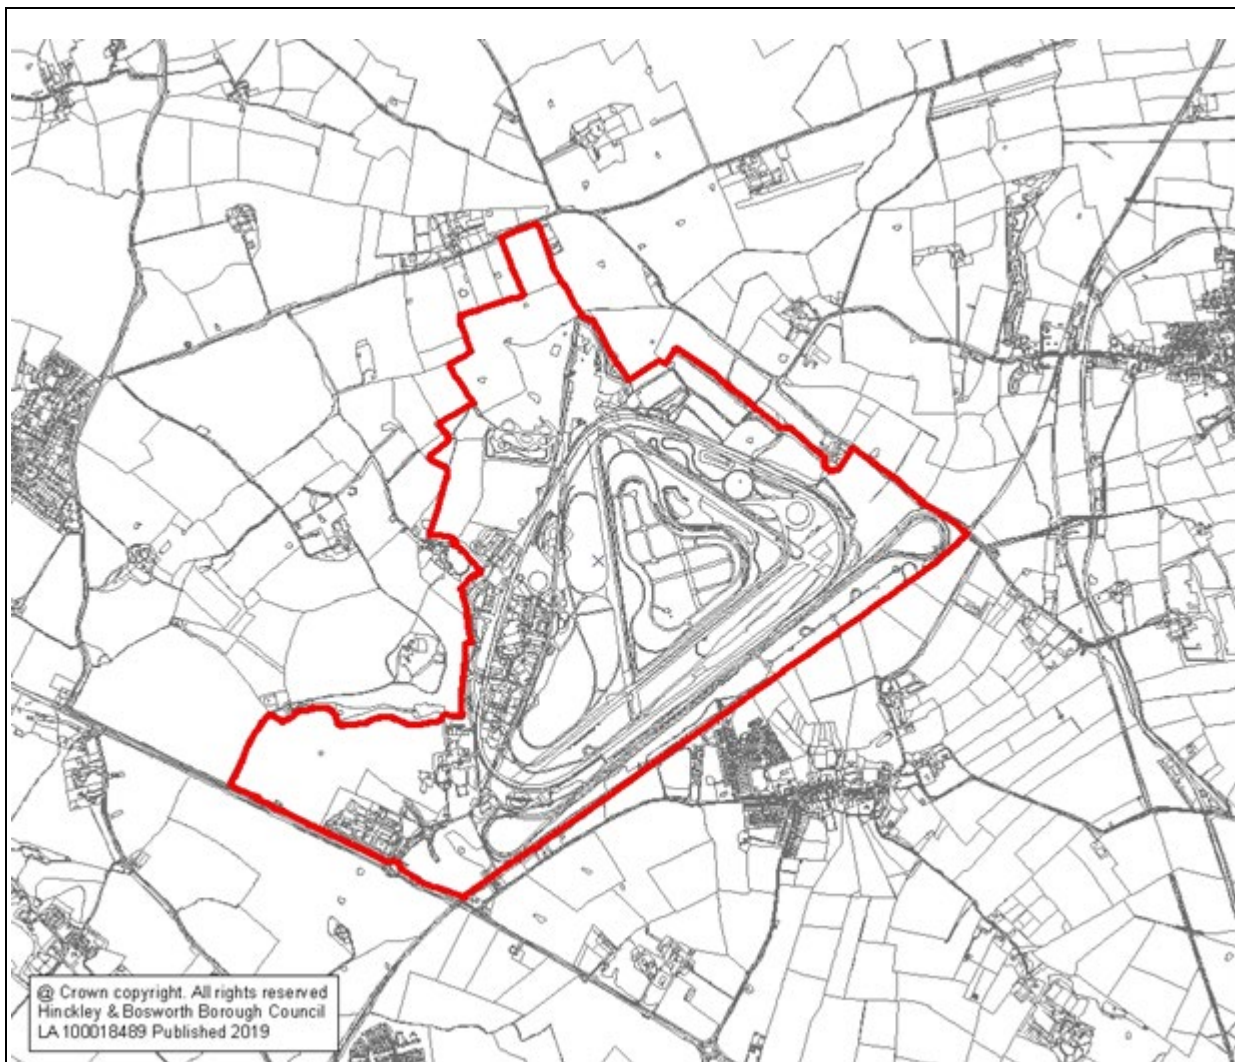 @ Crown copyright. All rights reserved
Hinckley & Bosworth Borough Council
LA 100018489 Published 2019